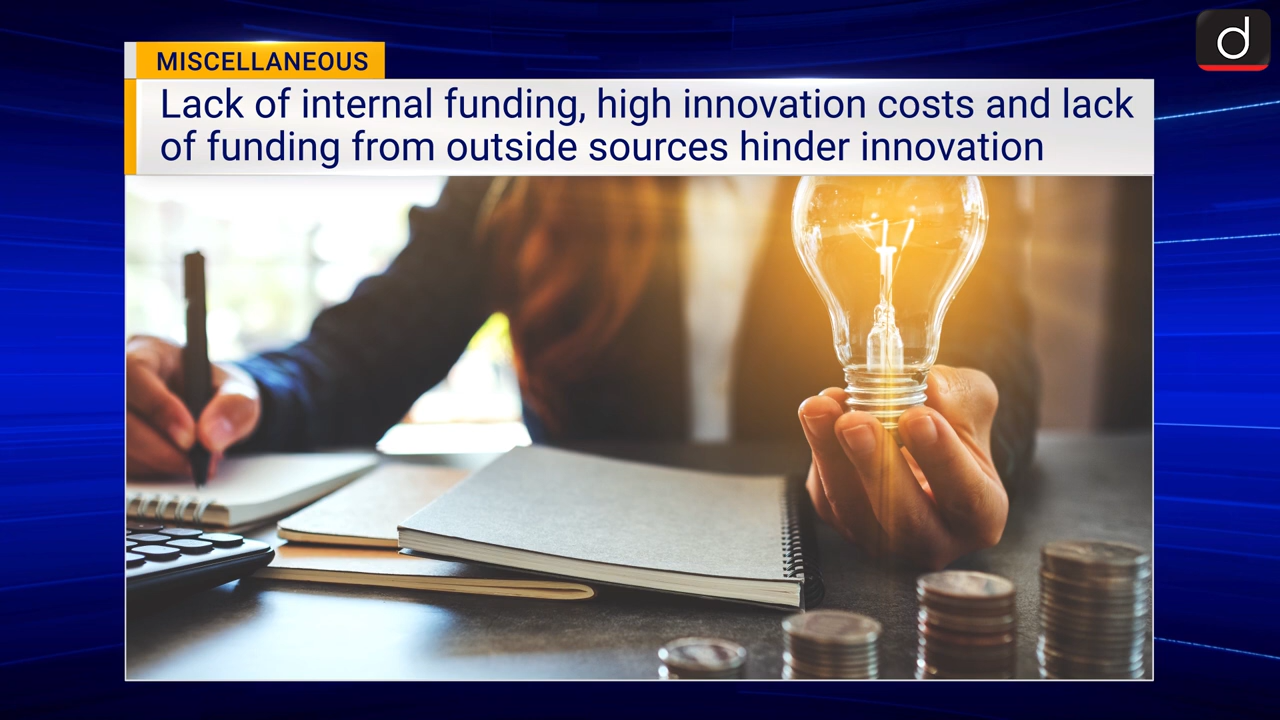 d
MISCELLANEOUS
Lack of internal funding, high innovation costs and lack
of funding from outside sources hinder innovation